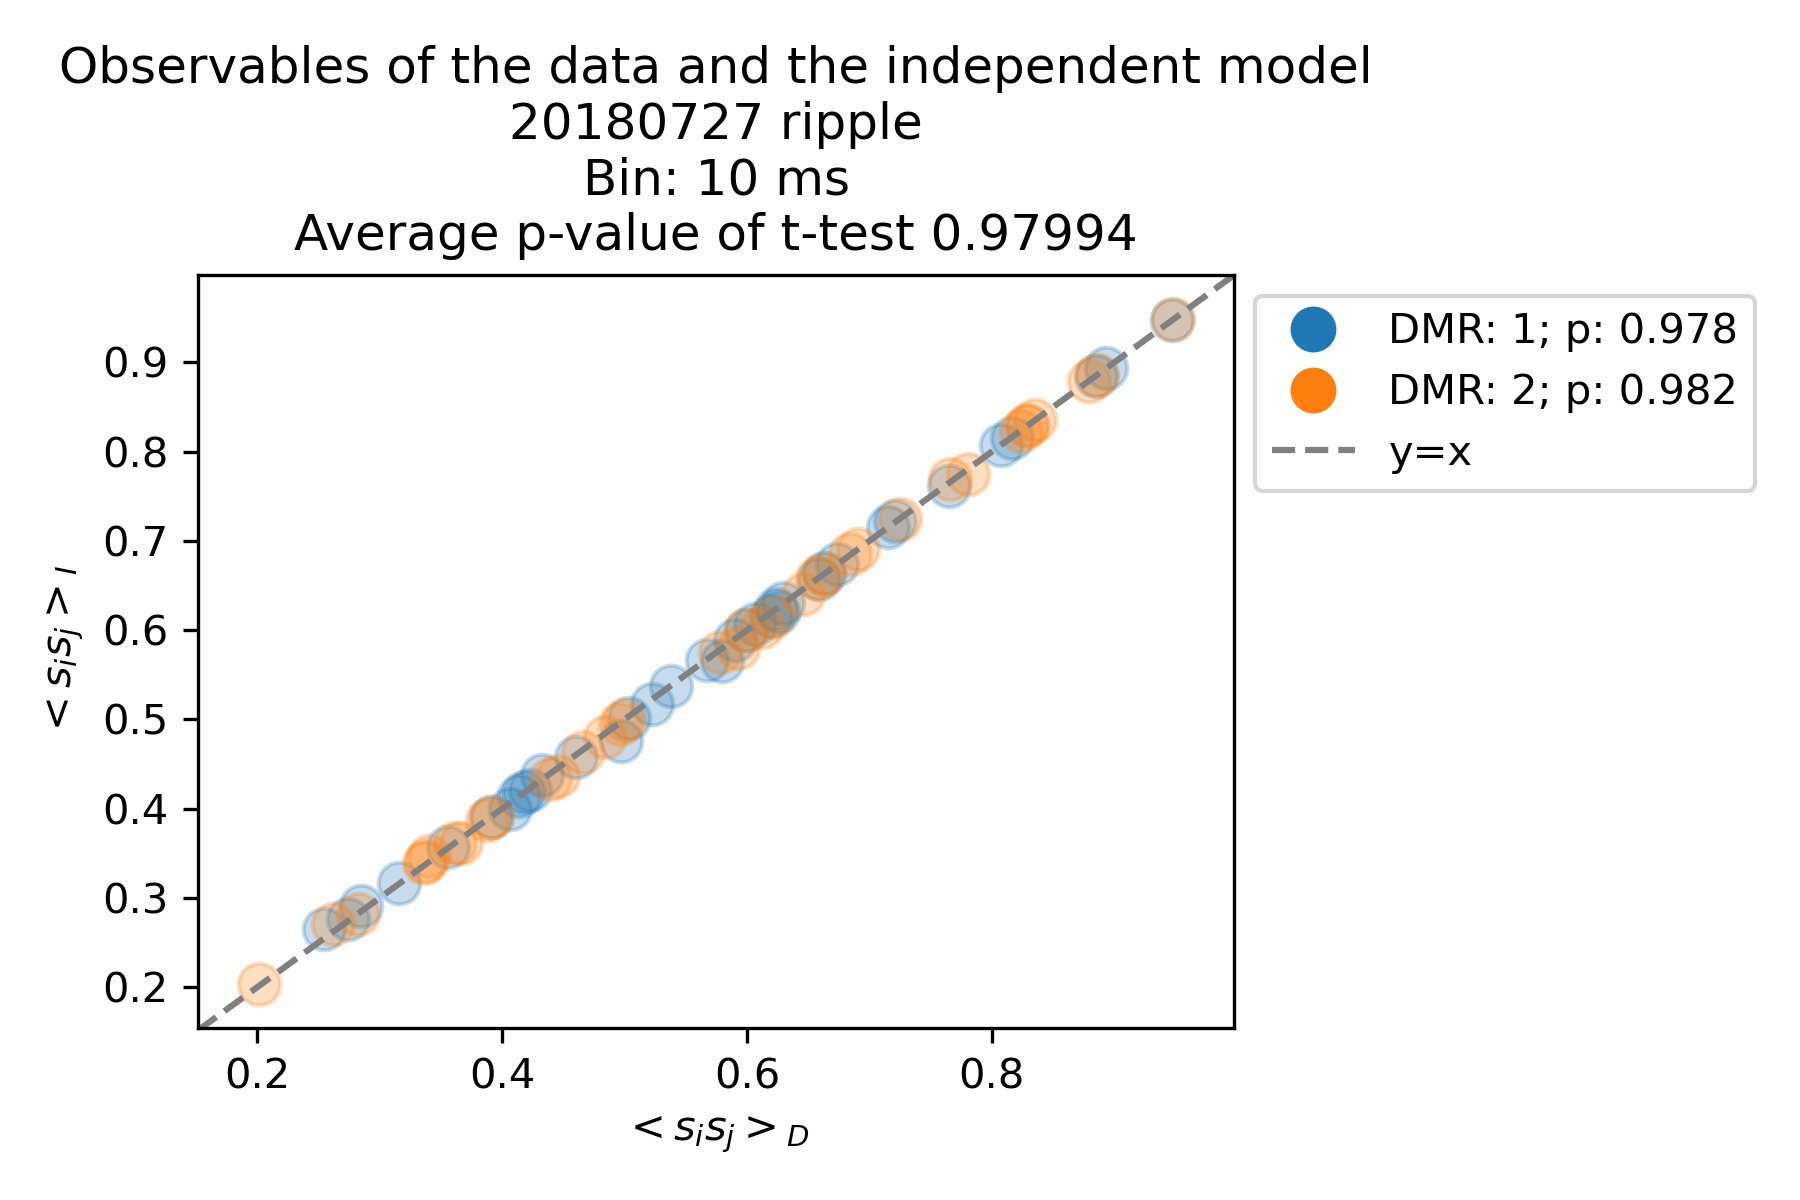 Observables of the data and the independent model
20180727 ripple
Bin: 10 ms
Average p-value of t-test 0.97994
DMR: 1; p: 0.978
DMR: 2; p: 0.982
y=x
0.9
0.8
0.7
0.6
0.5
0.4
0.3
0.2
< s_i s_j >_I
0.2 0.4 0.6 0.8
< s_i s_j >_D